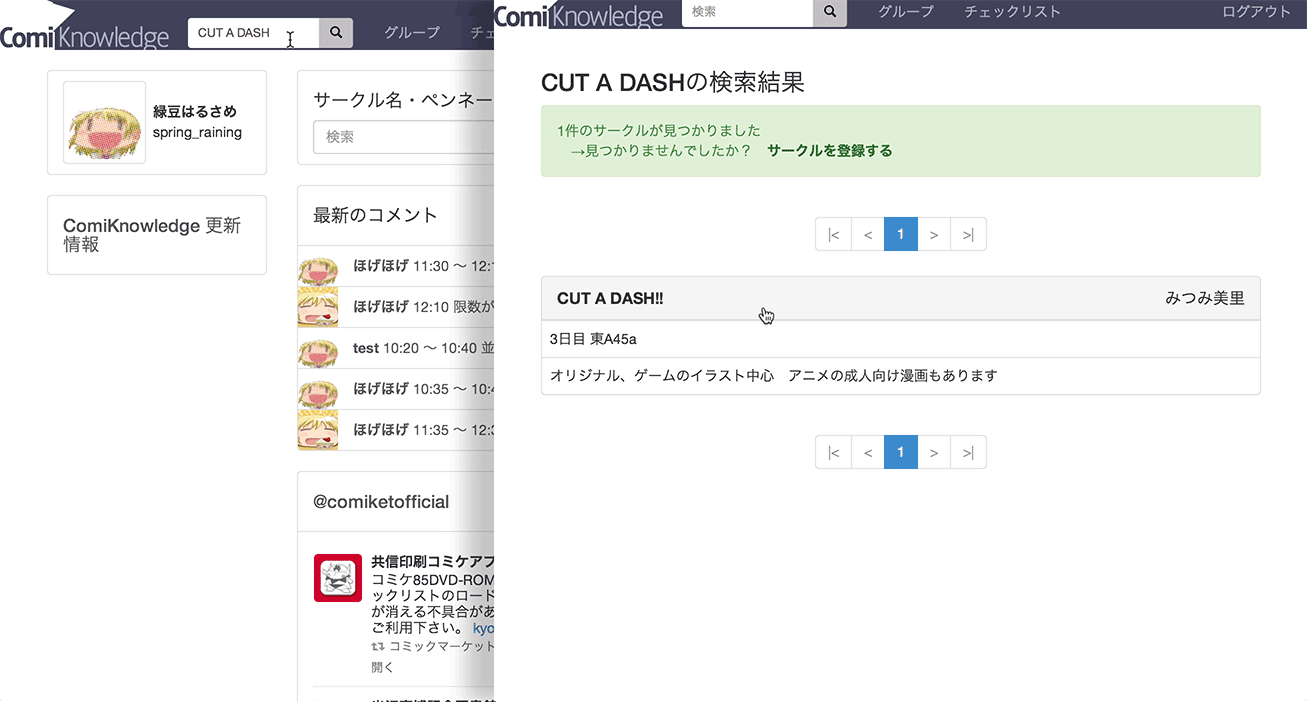 ComiKnowledge
CUT A DASH
グループ
チェ
緑豆はるさめ
spring_raining
ComiKnowledge 更新
情報
サークル名・ペンネー
検索
最新のコメント
ほげほげ 11:30 〜 12:1
ほげほげ 12:10 限数が
test 10:20 〜 10:40 並
ほげほげ 10:35 〜 10:4
ほげほげ 11:35 〜 12:3
@comiketofficial
共信印刷コミケアプ
コミケ85DVD-ROM
ックリストのロード
が消える不具合があ
ご利用下さい。 kyo
コミックマーケット
開く
ComiKnowledge
検索
グループ
チェックリスト
ログアウト
CUT A DASHの検索結果
1件のサークルが見つかりました
→見つかりませんでしたか？ サークルを登録する
|< < 1 > >|
CUT A DASH!! みつみ美里
3日目 東A45a
オリジナル、ゲームのイラスト中心　アニメの成人向け漫画もあります
|< < 1 > >|